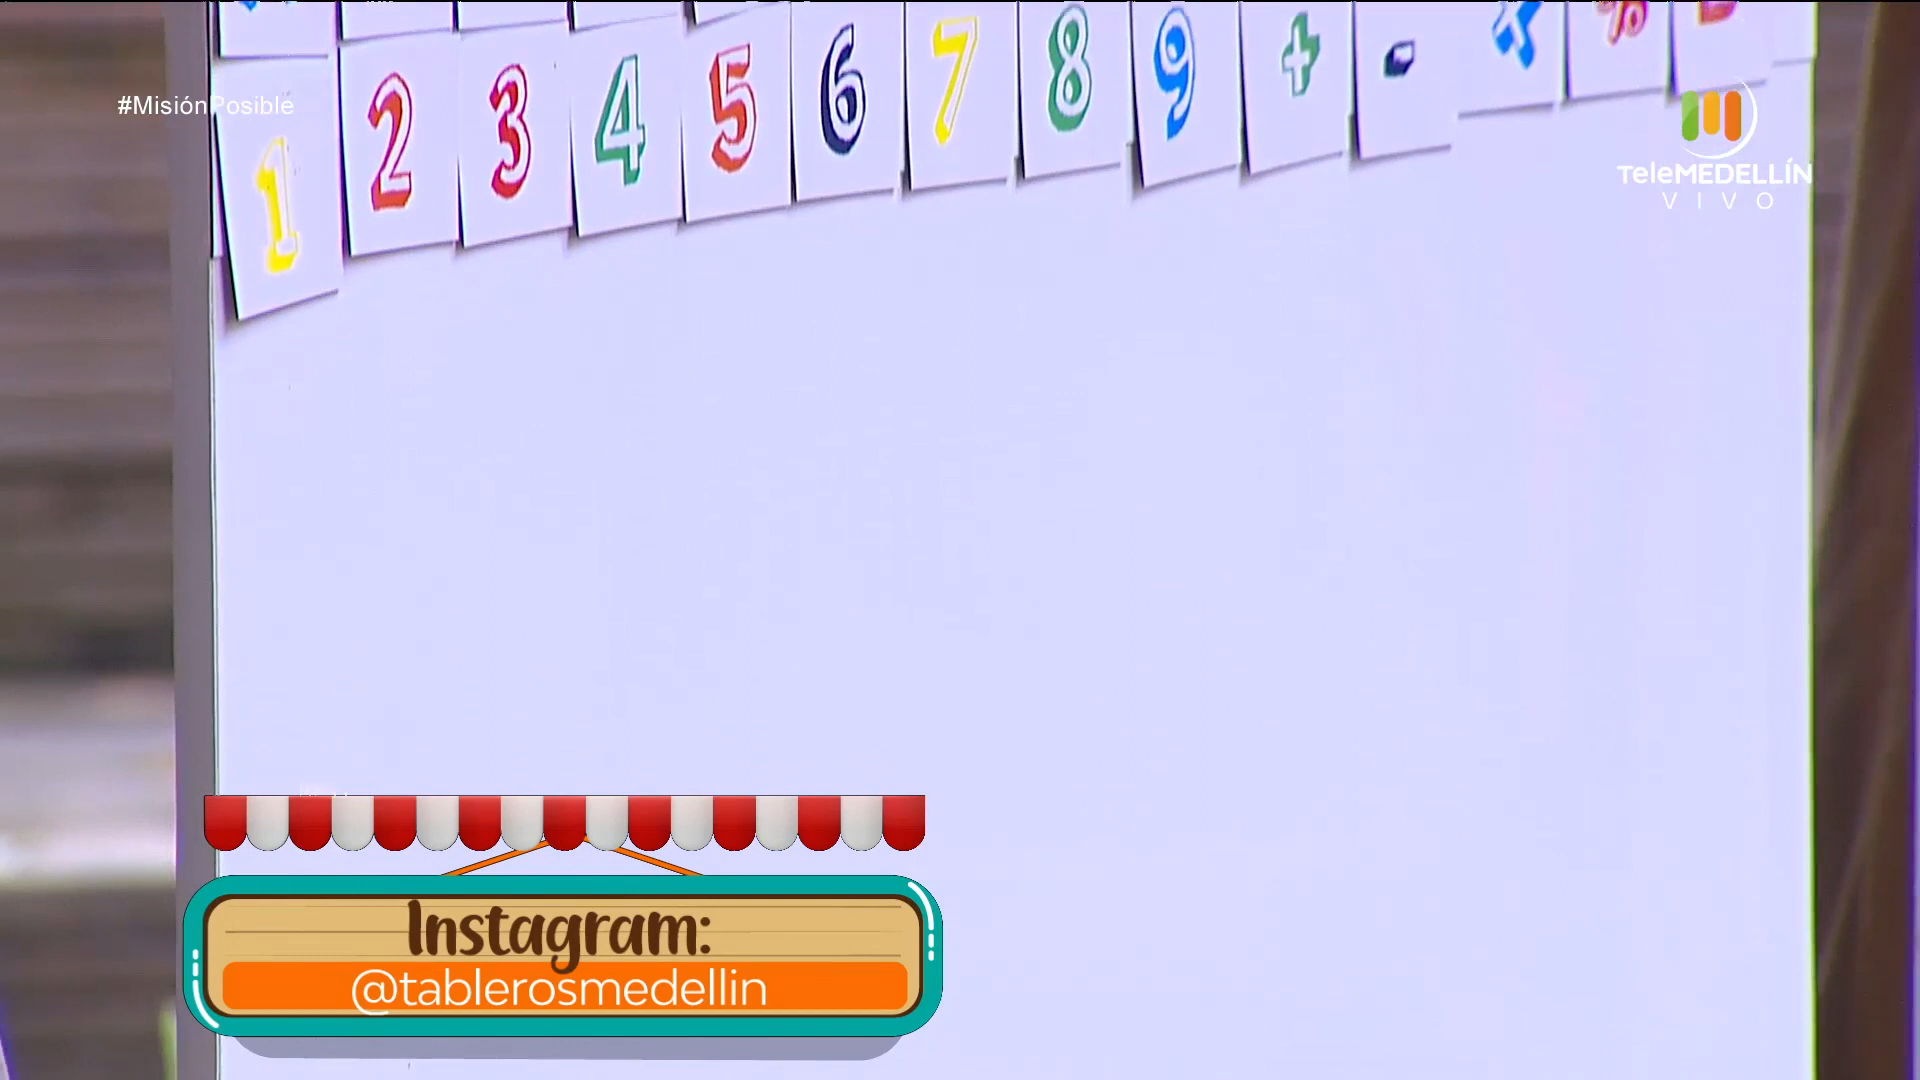 1 2 3 4 5 6 7 8 9 + - x %
#MisiónPosible
TeleMEDELLÍN
VIVO
Instagram:
@tablerosmedellin